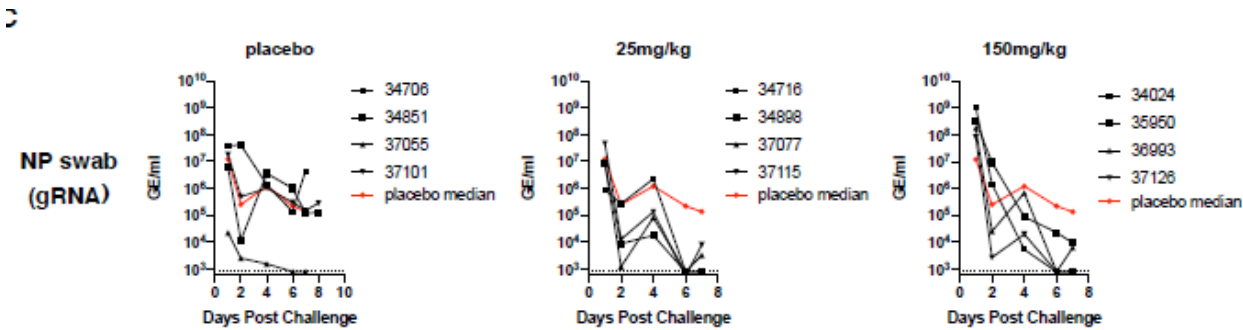 placebo
25mg/kg
150mg/kg
NP swab
(gRNA)
GE/ml
10^10
10^9
10^8
10^7
10^6
10^5
10^4
10^3
0 2 4 6 8 10
Days Post Challenge
34706
34851
37055
37101
placebo median
GE/ml
10^10
10^9
10^8
10^7
10^6
10^5
10^4
10^3
0 2 4 6 8
Days Post Challenge
34716
34898
37077
37115
placebo median
GE/ml
10^10
10^9
10^8
10^7
10^6
10^5
10^4
10^3
0 2 4 6 8
Days Post Challenge
34024
35950
36993
37126
placebo median